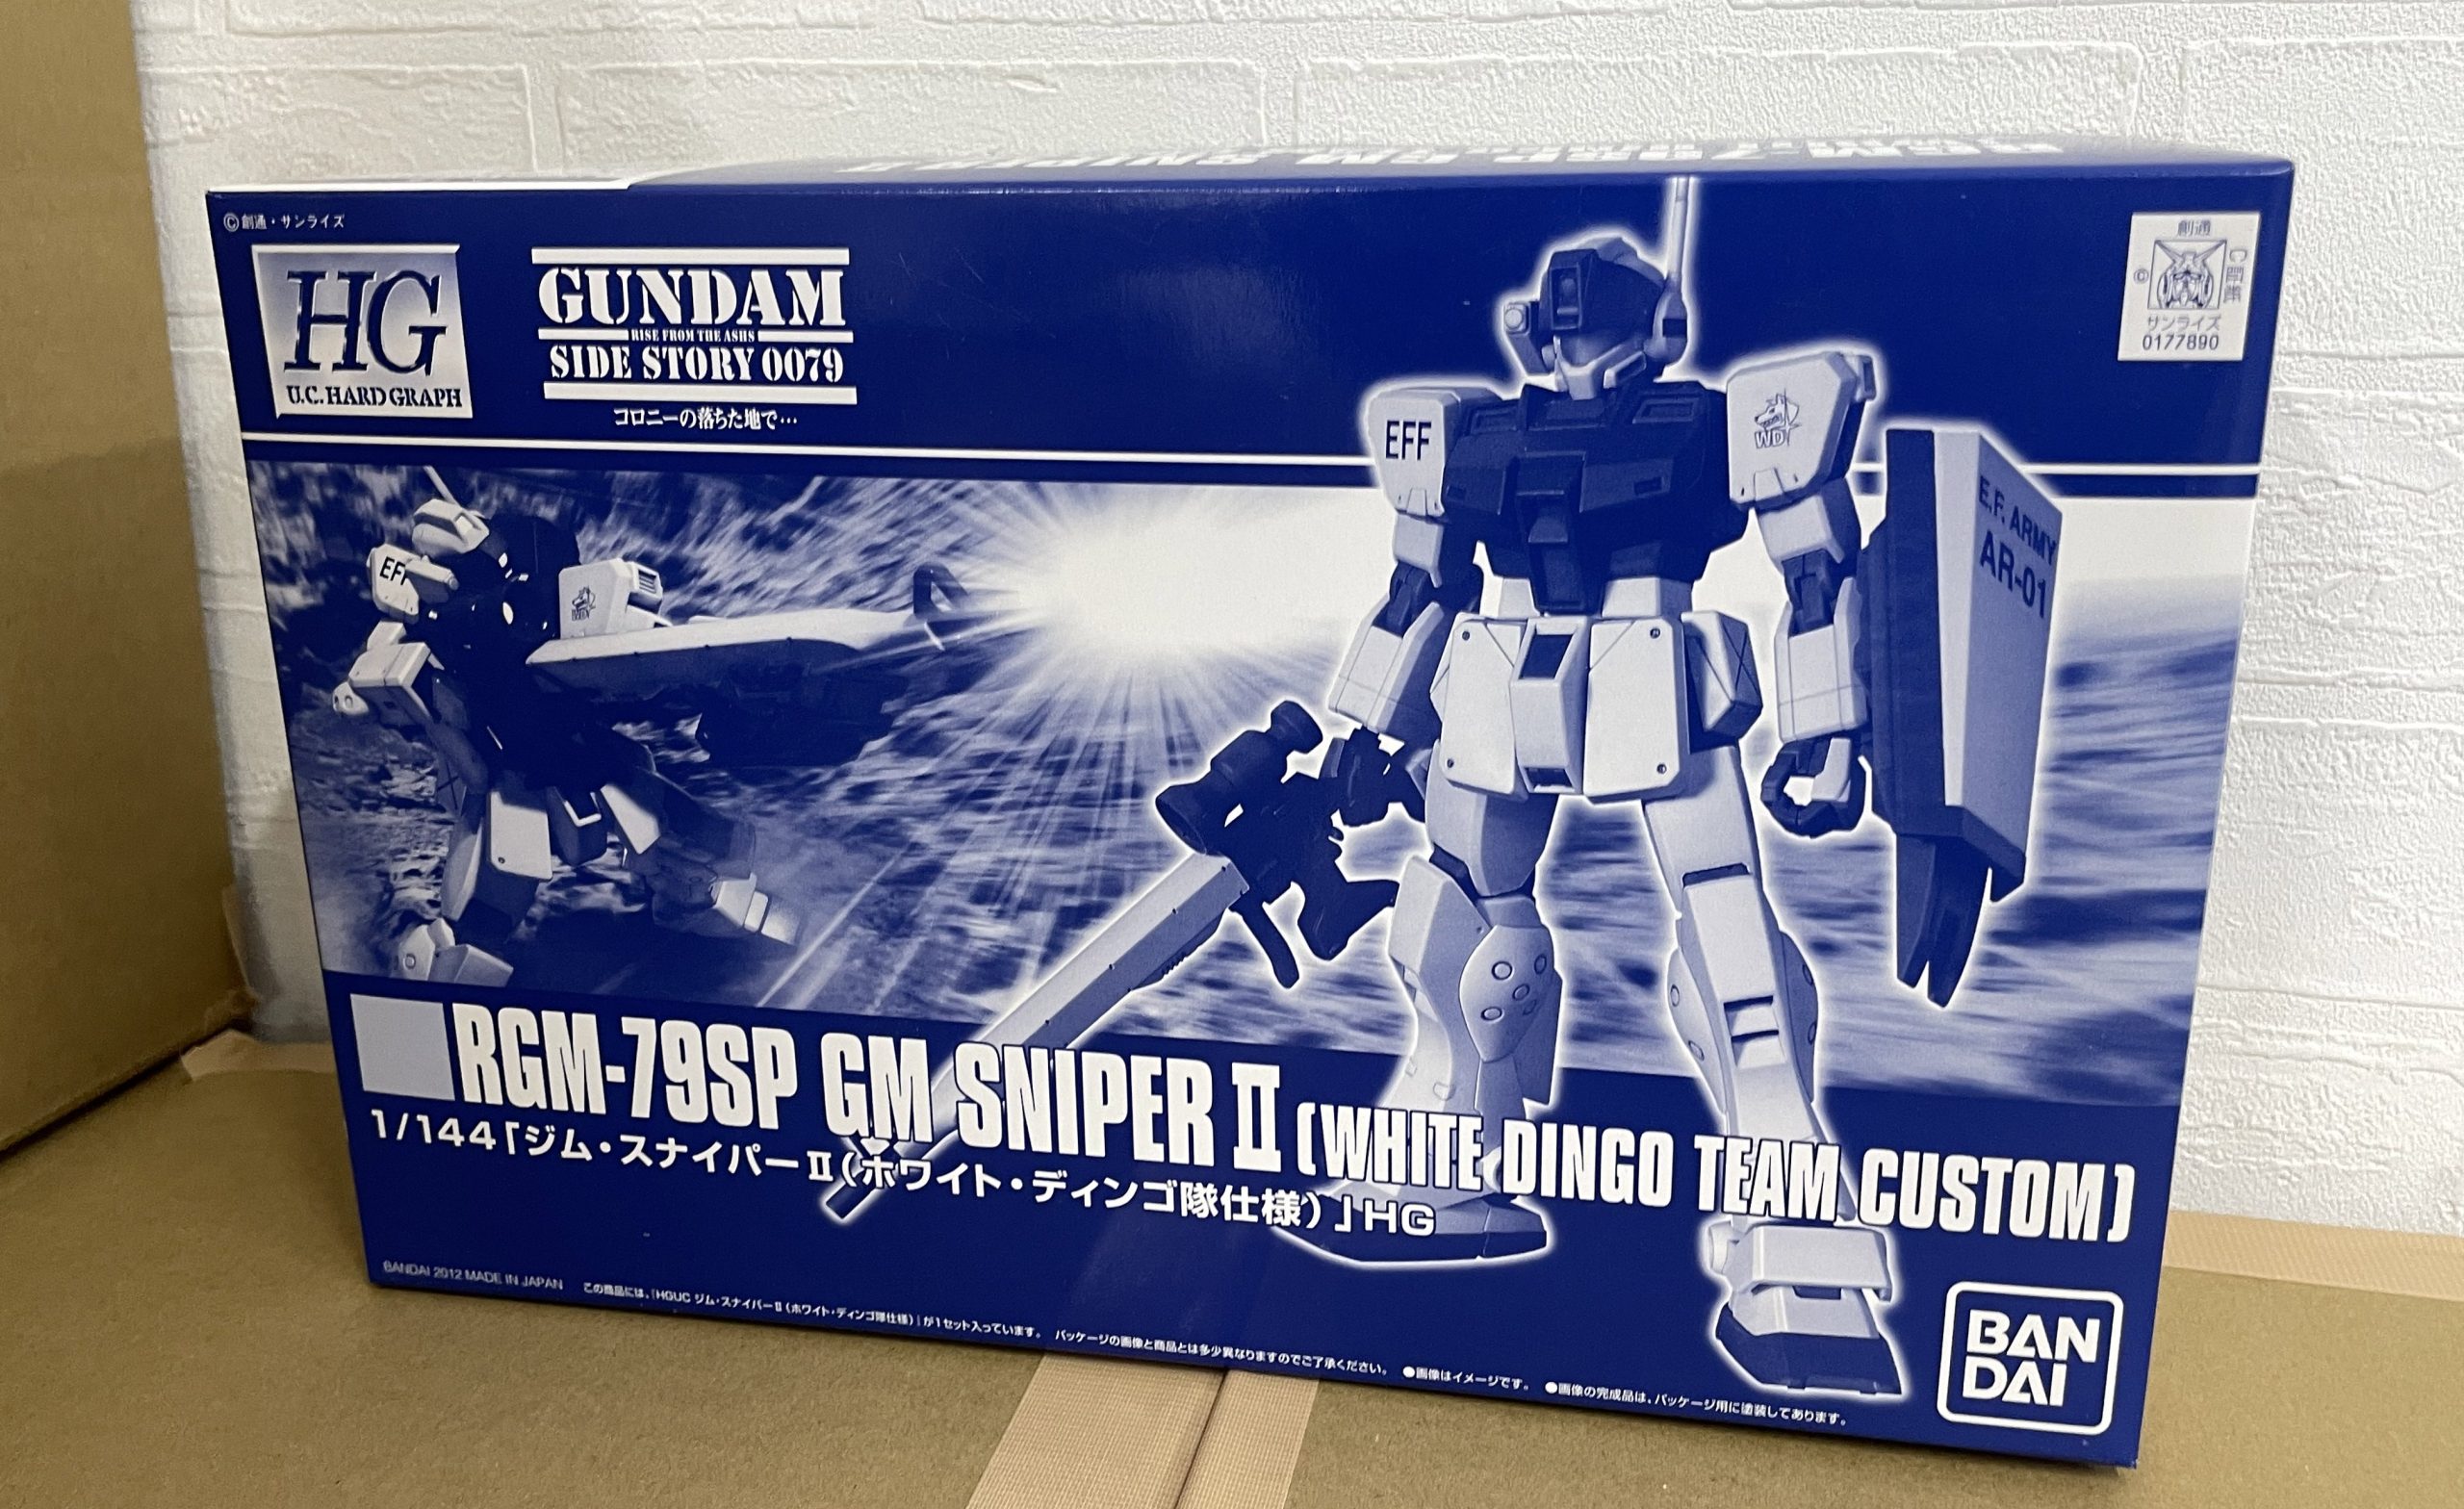 ©創通・サンライズ
HG
U.C. HARD GRAPH
GUNDAM
RISE FROM THE ASHS
SIDE STORY 0079
コロニーの落ちた地で…
創通
サンライズ
0177890
EFF
WD
E.F. ARMY
AR-01
EFF
WD
RGM-79SP GM SNIPER II (WHITE DINGO TEAM CUSTOM)
1/144「ジム・スナイパーII(ホワイト・ディンゴ隊仕様)」HG
BANDAI 2012 MADE IN JAPAN
この商品には、「HGUC ジム・スナイパーII(ホワイト・ディンゴ隊仕様)」が1セット入っています。 パッケージの画像と商品とは多少異なりますのでご了承ください。 ●画像はイメージです。 ●画像の完成品は、パッケージ用に塗装してあります。
BAN
DAI